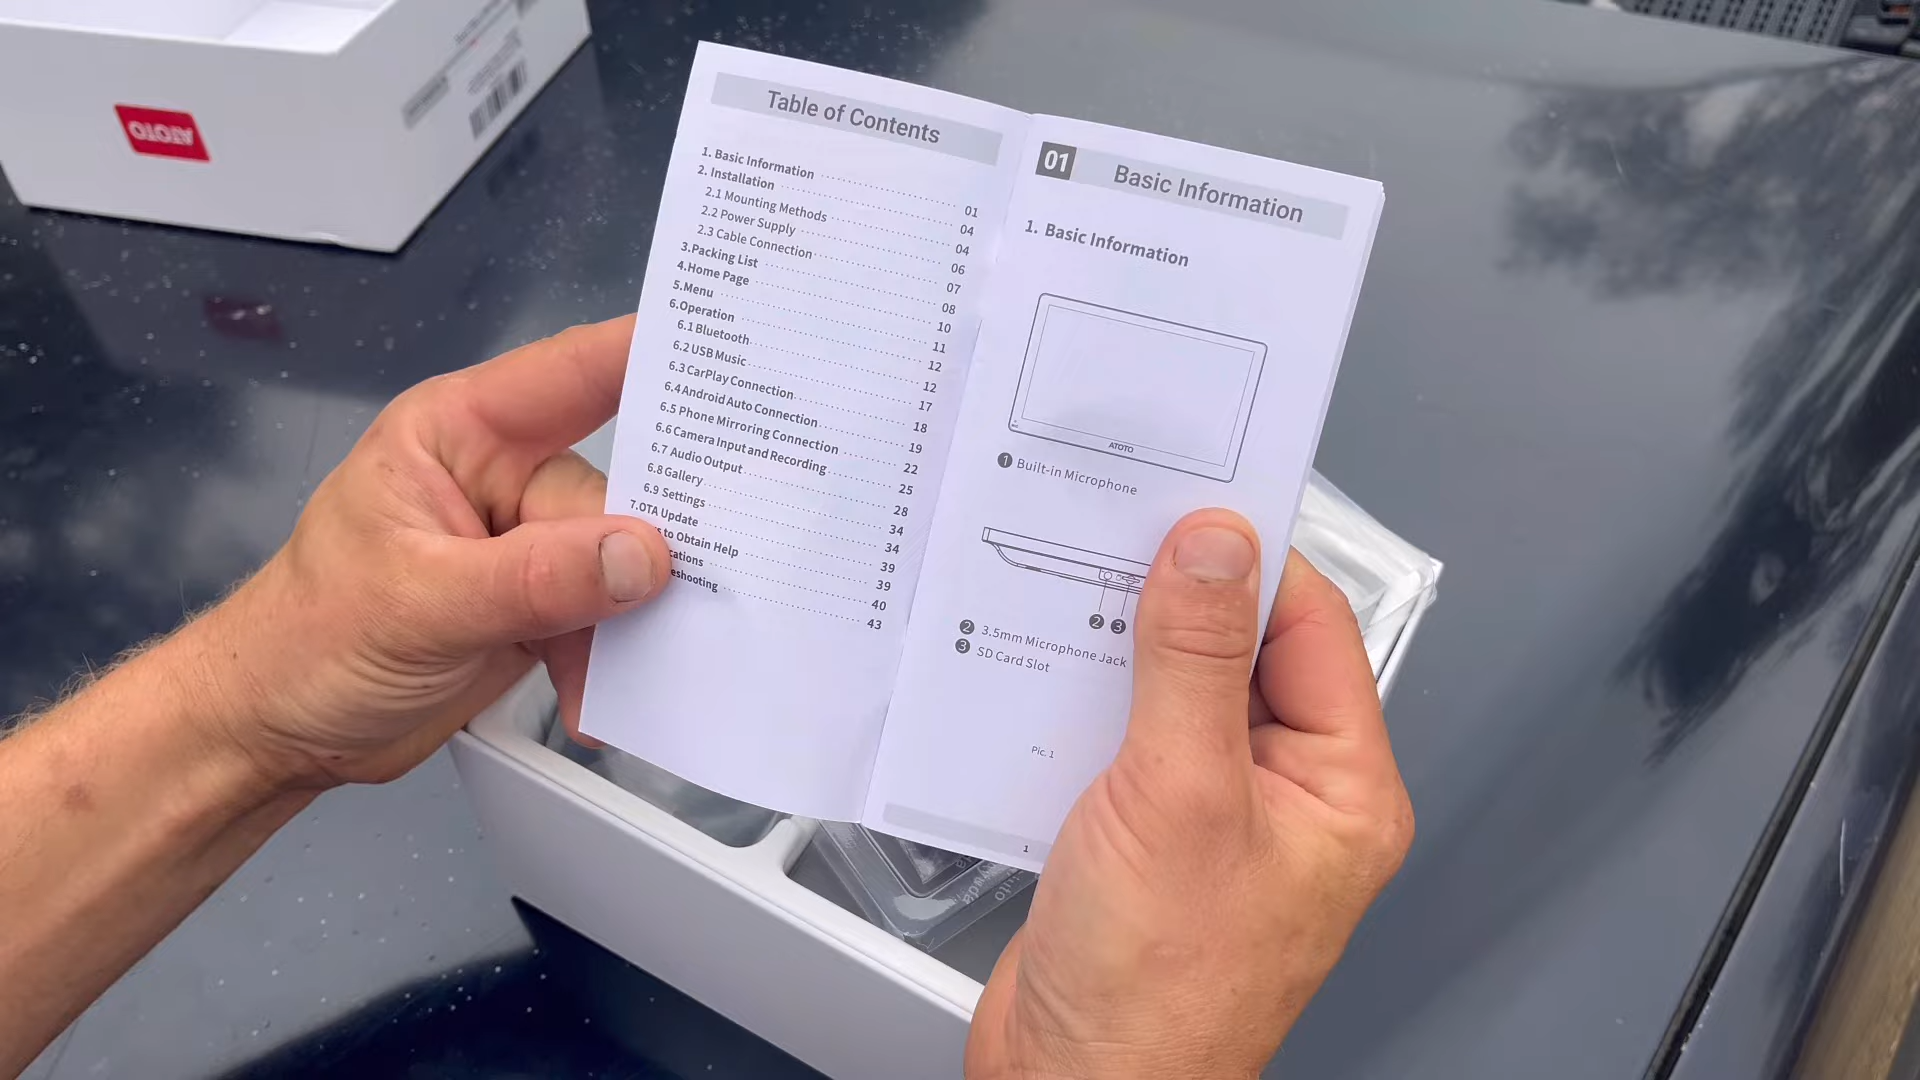 ATOTO
Table of Contents
1. Basic Information 01
2. Installation 04
2.1 Mounting Methods 04
2.2 Power Supply 06
2.3 Cable Connection 07
3.Packing List 08
4.Home Page 10
5.Menu 11
6.Operation 12
6.1 Bluetooth 12
6.2 USB Music 17
6.3 CarPlay Connection 18
6.4 Android Auto Connection 19
6.5 Phone Mirroring Connection 22
6.6 Camera Input and Recording 25
6.7 Audio Output 28
6.8 Gallery 34
6.9 Settings 34
7.OTA Update 39
to Obtain Help 39
40
43
01 Basic Information
1. Basic Information
ATOTO
1 Built-in Microphone
2 3
2 3.5mm Microphone Jack
3 SD Card Slot
Pic. 1
1